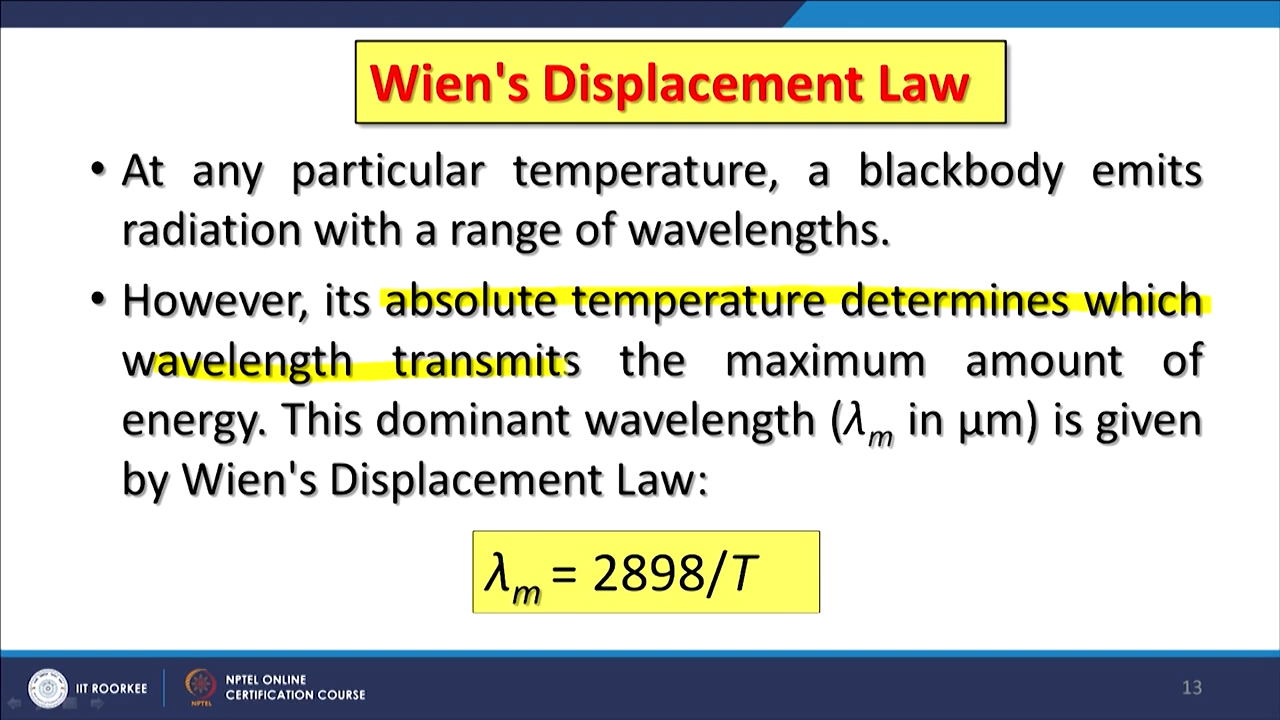 Wien's Displacement Law
• At any particular temperature, a blackbody emits
radiation with a range of wavelengths.
• However, its absolute temperature determines which
wavelength transmits the maximum amount of
energy. This dominant wavelength (λm in μm) is given
by Wien's Displacement Law:
λm = 2898/T
IIT ROORKEE
NPTEL
NPTEL ONLINE
CERTIFICATION COURSE
13